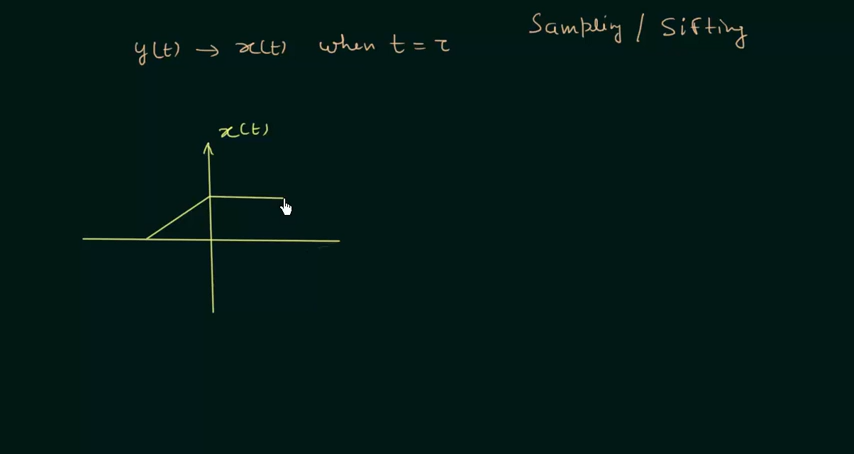 Sampling / Sifting
y(t) → x(t) when t = τ
x(t)